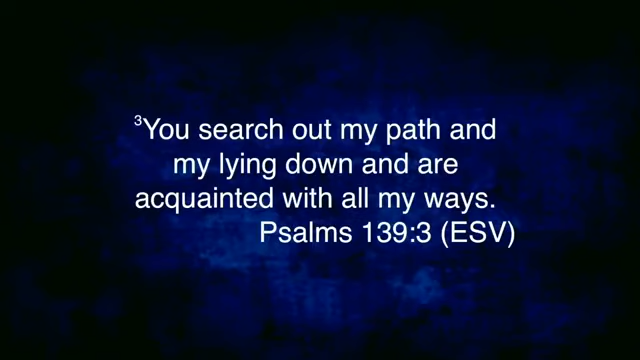 ³You search out my path and
my lying down and are
acquainted with all my ways.
Psalms 139:3 (ESV)